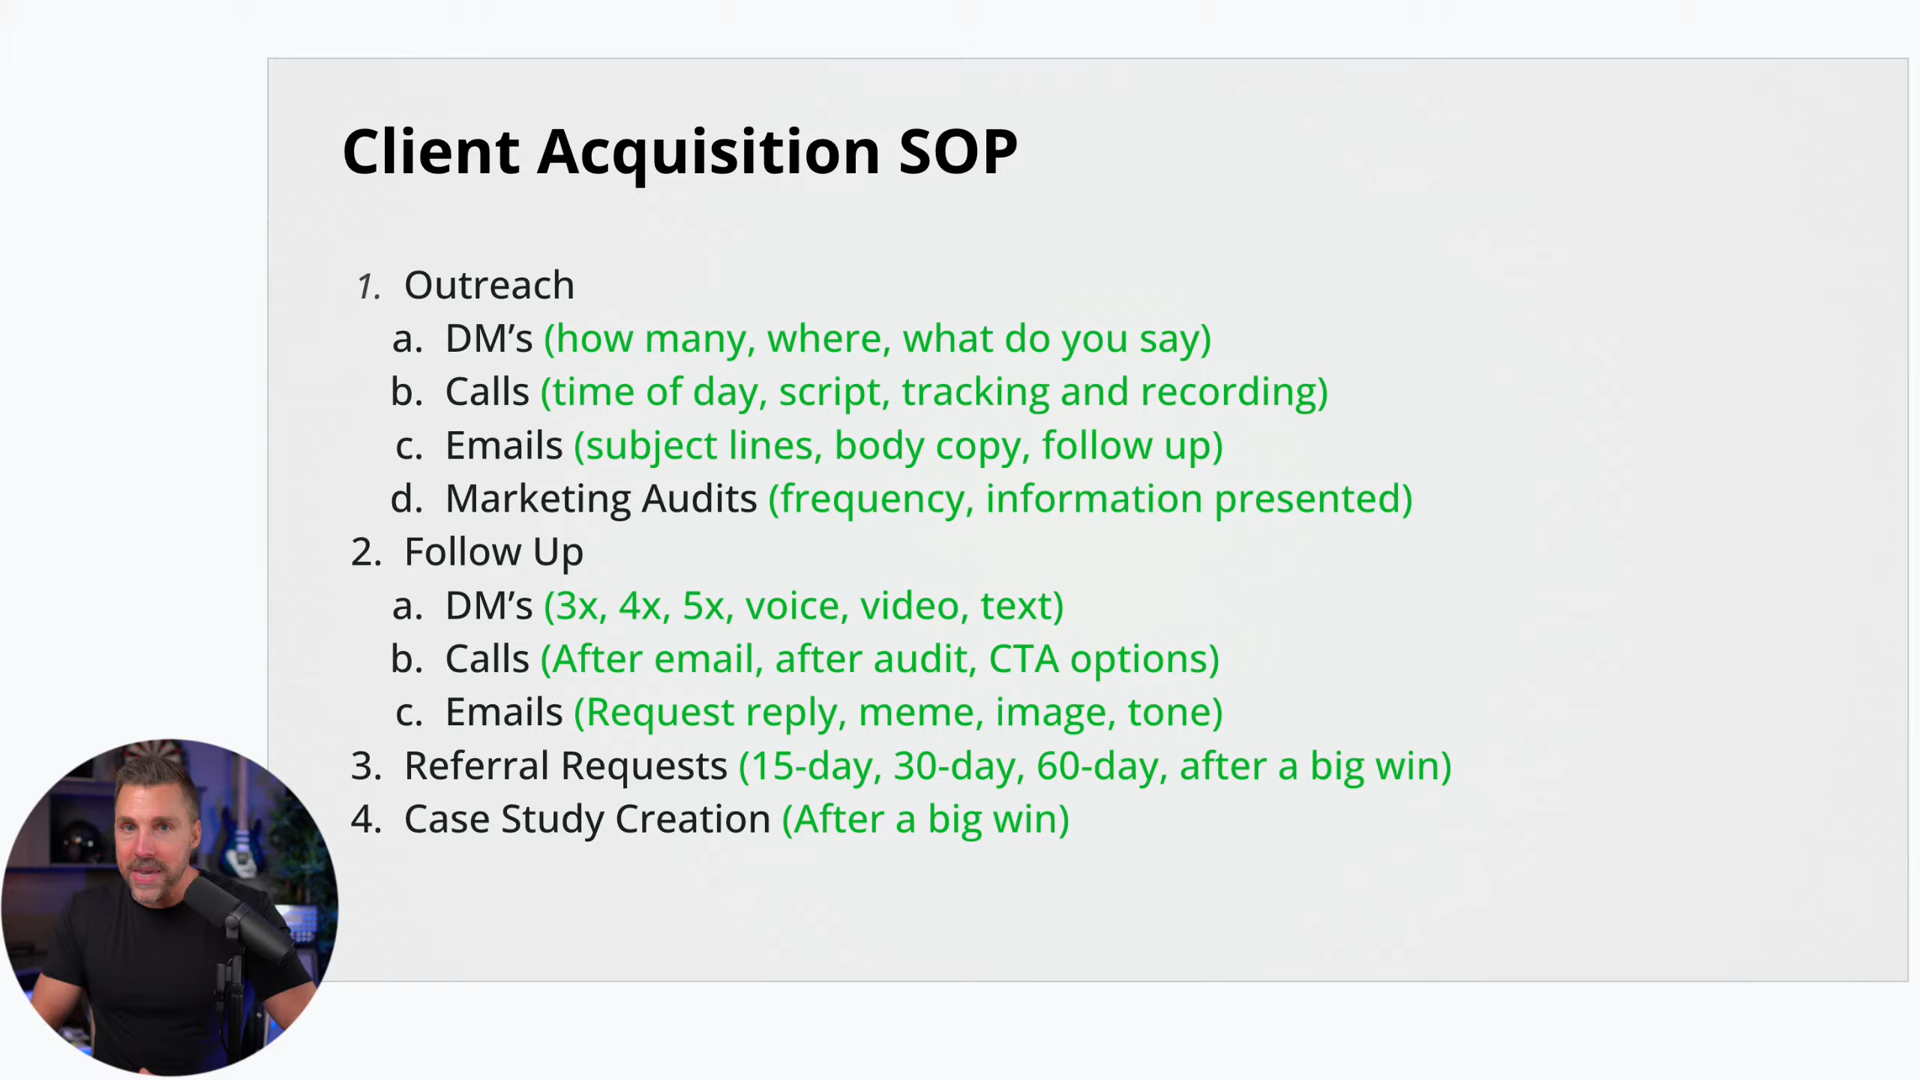 Client Acquisition SOP
1. Outreach
a. DM’s (how many, where, what do you say)
b. Calls (time of day, script, tracking and recording)
c. Emails (subject lines, body copy, follow up)
d. Marketing Audits (frequency, information presented)
2. Follow Up
a. DM’s (3x, 4x, 5x, voice, video, text)
b. Calls (After email, after audit, CTA options)
c. Emails (Request reply, meme, image, tone)
3. Referral Requests (15-day, 30-day, 60-day, after a big win)
4. Case Study Creation (After a big win)